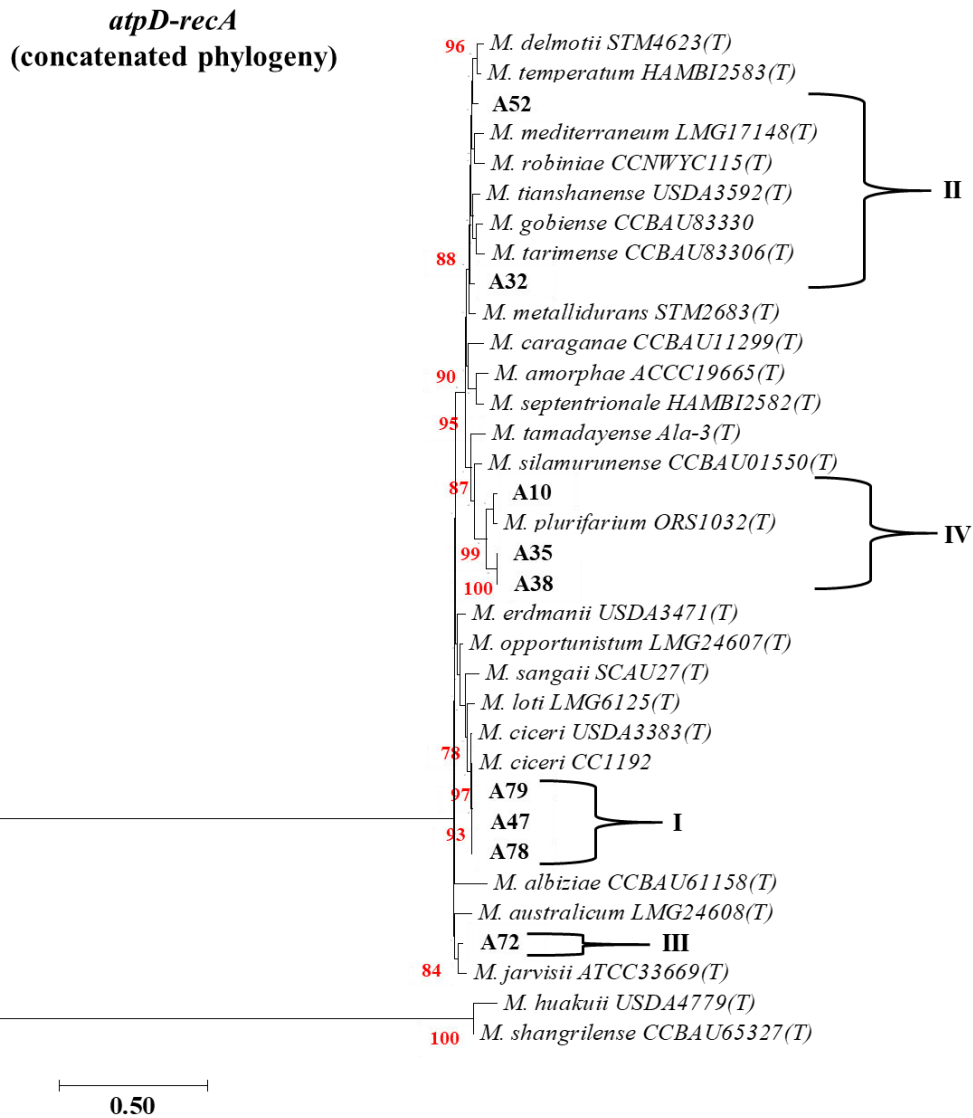 atpD-recA
(concatenated phylogeny)
96
M. delmotii STM4623(T)
M. temperatum HAMBI2583(T)
A52
M. mediterraneum LMG17148(T)
M. robiniae CCNWYC115(T)
M. tianshanense USDA3592(T)
II
M. gobiense CCBAU83330
M. tarimense CCBAU83306(T)
88
A32
M. metallidurans STM2683(T)
M. caraganae CCBAU11299(T)
90
M. amorphae ACCC19665(T)
M. septentrionale HAMBI2582(T)
95
M. tamadayense Ala-3(T)
M. silamurunense CCBAU01550(T)
87
A10
M. plurifarium ORS1032(T)
IV
99
A35
100
A38
M. erdmanii USDA3471(T)
M. opportunistum LMG24607(T)
M. sangaii SCAU27(T)
M. loti LMG6125(T)
M. ciceri USDA3383(T)
78
M. ciceri CC1192
97
A79
A47
I
93
A78
M. albiziae CCBAU61158(T)
M. australicum LMG24608(T)
A72
III
84
M. jarvisii ATCC33669(T)
M. huakuii USDA4779(T)
100
M. shangrilense CCBAU65327(T)
0.50